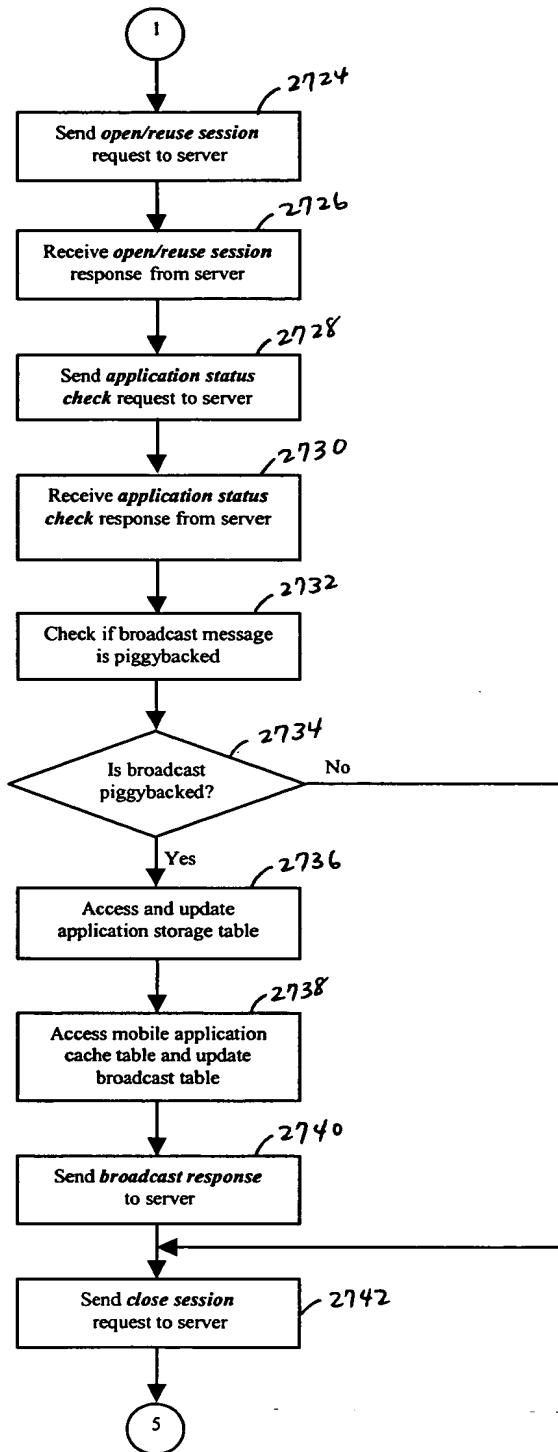 1
2724
Send open/reuse session
request to server
2726
Receive open/reuse session
response from server
2728
Send application status
check request to server
2730
Receive application status
check response from server
2732
Check if broadcast message
is piggybacked
2734
Is broadcast
piggybacked?
No
Yes
2736
Access and update
application storage table
2738
Access mobile application
cache table and update
broadcast table
2740
Send broadcast response
to server
Send close session
request to server
2742
5